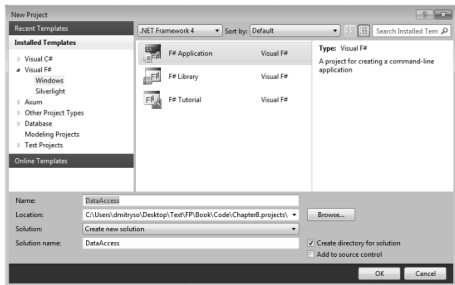 New Project
Recent Templates
.NET Framework 4
Sort by: Default
Search Installed Tem
Installed Templates
Visual C#
Visual F#
Windows
Silverlight
Axum
Other Project Types
Database
Modeling Projects
Test Projects
Online Templates
F# Application Visual F#
F# Library Visual F#
F# Tutorial Visual F#
Type: Visual F#
A project for creating a command-line
application
Name: DataAccess
Location: C:\Users\dmitryso\Desktop\Text\FP\Book\Code\Chapter8.projects\
Browse...
Solution: Create new solution
Solution name: DataAccess
Create directory for solution
Add to source control
OK Cancel